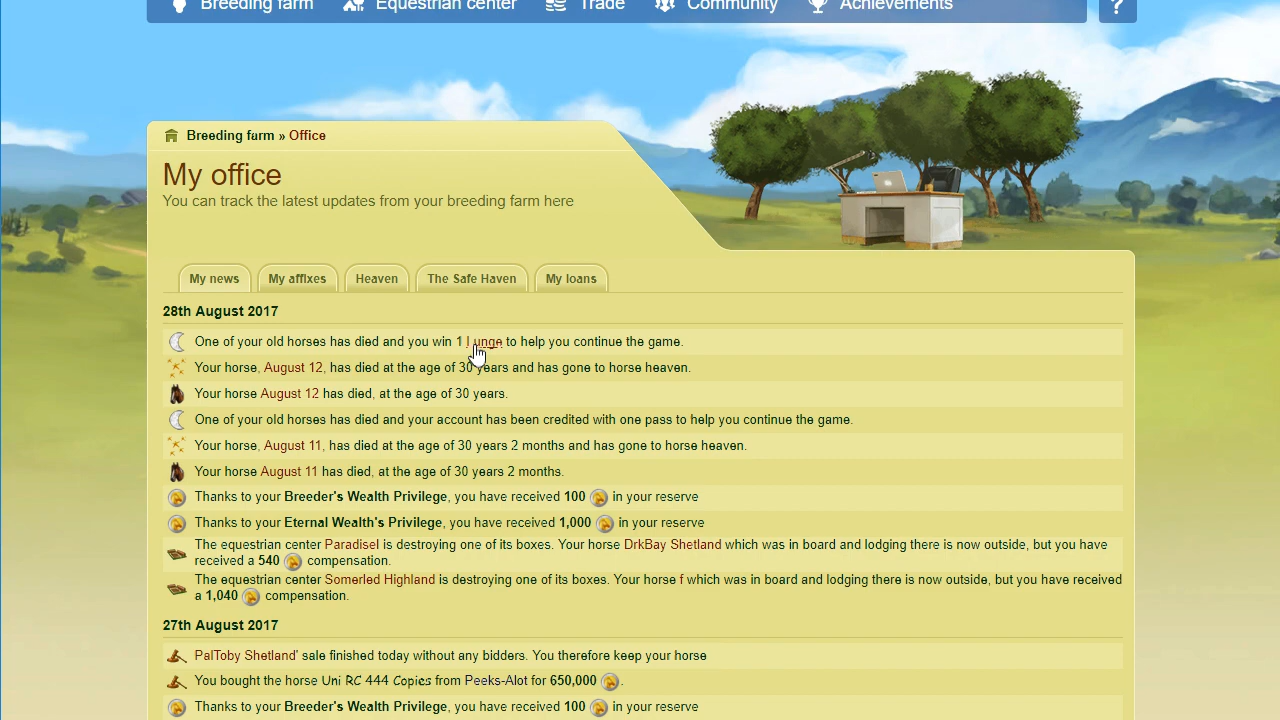 Breeding farm
Equestrian center
Trade
Community
Achievements
?
Breeding farm » Office
My office
You can track the latest updates from your breeding farm here
My news
My affixes
Heaven
The Safe Haven
My loans
28th August 2017
One of your old horses has died and you win 1 Lunge to help you continue the game.
Your horse, August 12, has died at the age of 30 years and has gone to horse heaven.
Your horse August 12 has died, at the age of 30 years.
One of your old horses has died and your account has been credited with one pass to help you continue the game.
Your horse, August 11, has died at the age of 30 years 2 months and has gone to horse heaven.
Your horse August 11 has died, at the age of 30 years 2 months.
Thanks to your Breeder's Wealth Privilege, you have received 100 in your reserve
Thanks to your Eternal Wealth's Privilege, you have received 1,000 in your reserve
The equestrian center Paradisel is destroying one of its boxes. Your horse DrkBay Shetland which was in board and lodging there is now outside, but you have
received a 540 compensation.
The equestrian center Somerled Highland is destroying one of its boxes. Your horse f which was in board and lodging there is now outside, but you have received
a 1,040 compensation.
27th August 2017
PalToby Shetland' sale finished today without any bidders. You therefore keep your horse
You bought the horse Uni RC 444 Copies from Peeks-Alot for 650,000 .
Thanks to your Breeder's Wealth Privilege, you have received 100 in your reserve